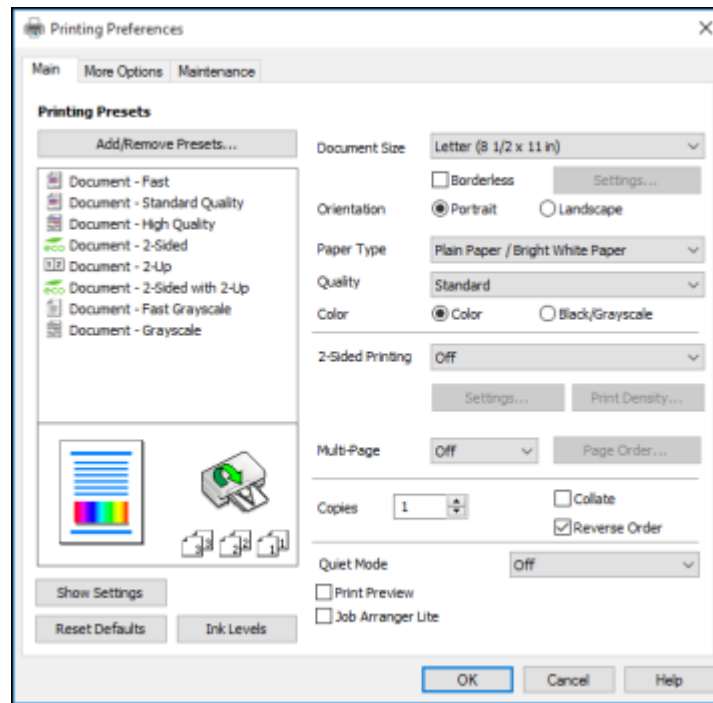 Printing Preferences
Main More Options Maintenance
Printing Presets
Add/Remove Presets...
Document - Fast
Document - Standard Quality
Document - High Quality
Document - 2-Sided
Document - 2-Up
Document - 2-Sided with 2-Up
Document - Fast Grayscale
Document - Grayscale
Show Settings
Reset Defaults Ink Levels
Document Size Letter (8 1/2 x 11 in)
Borderless Settings...
Orientation Portrait Landscape
Paper Type Plain Paper / Bright White Paper
Quality Standard
Color Color Black/Grayscale
2-Sided Printing Off
Settings... Print Density...
Multi-Page Off Page Order...
Copies 1 Collate
Reverse Order
Quiet Mode Off
Print Preview
Job Arranger Lite
OK Cancel Help